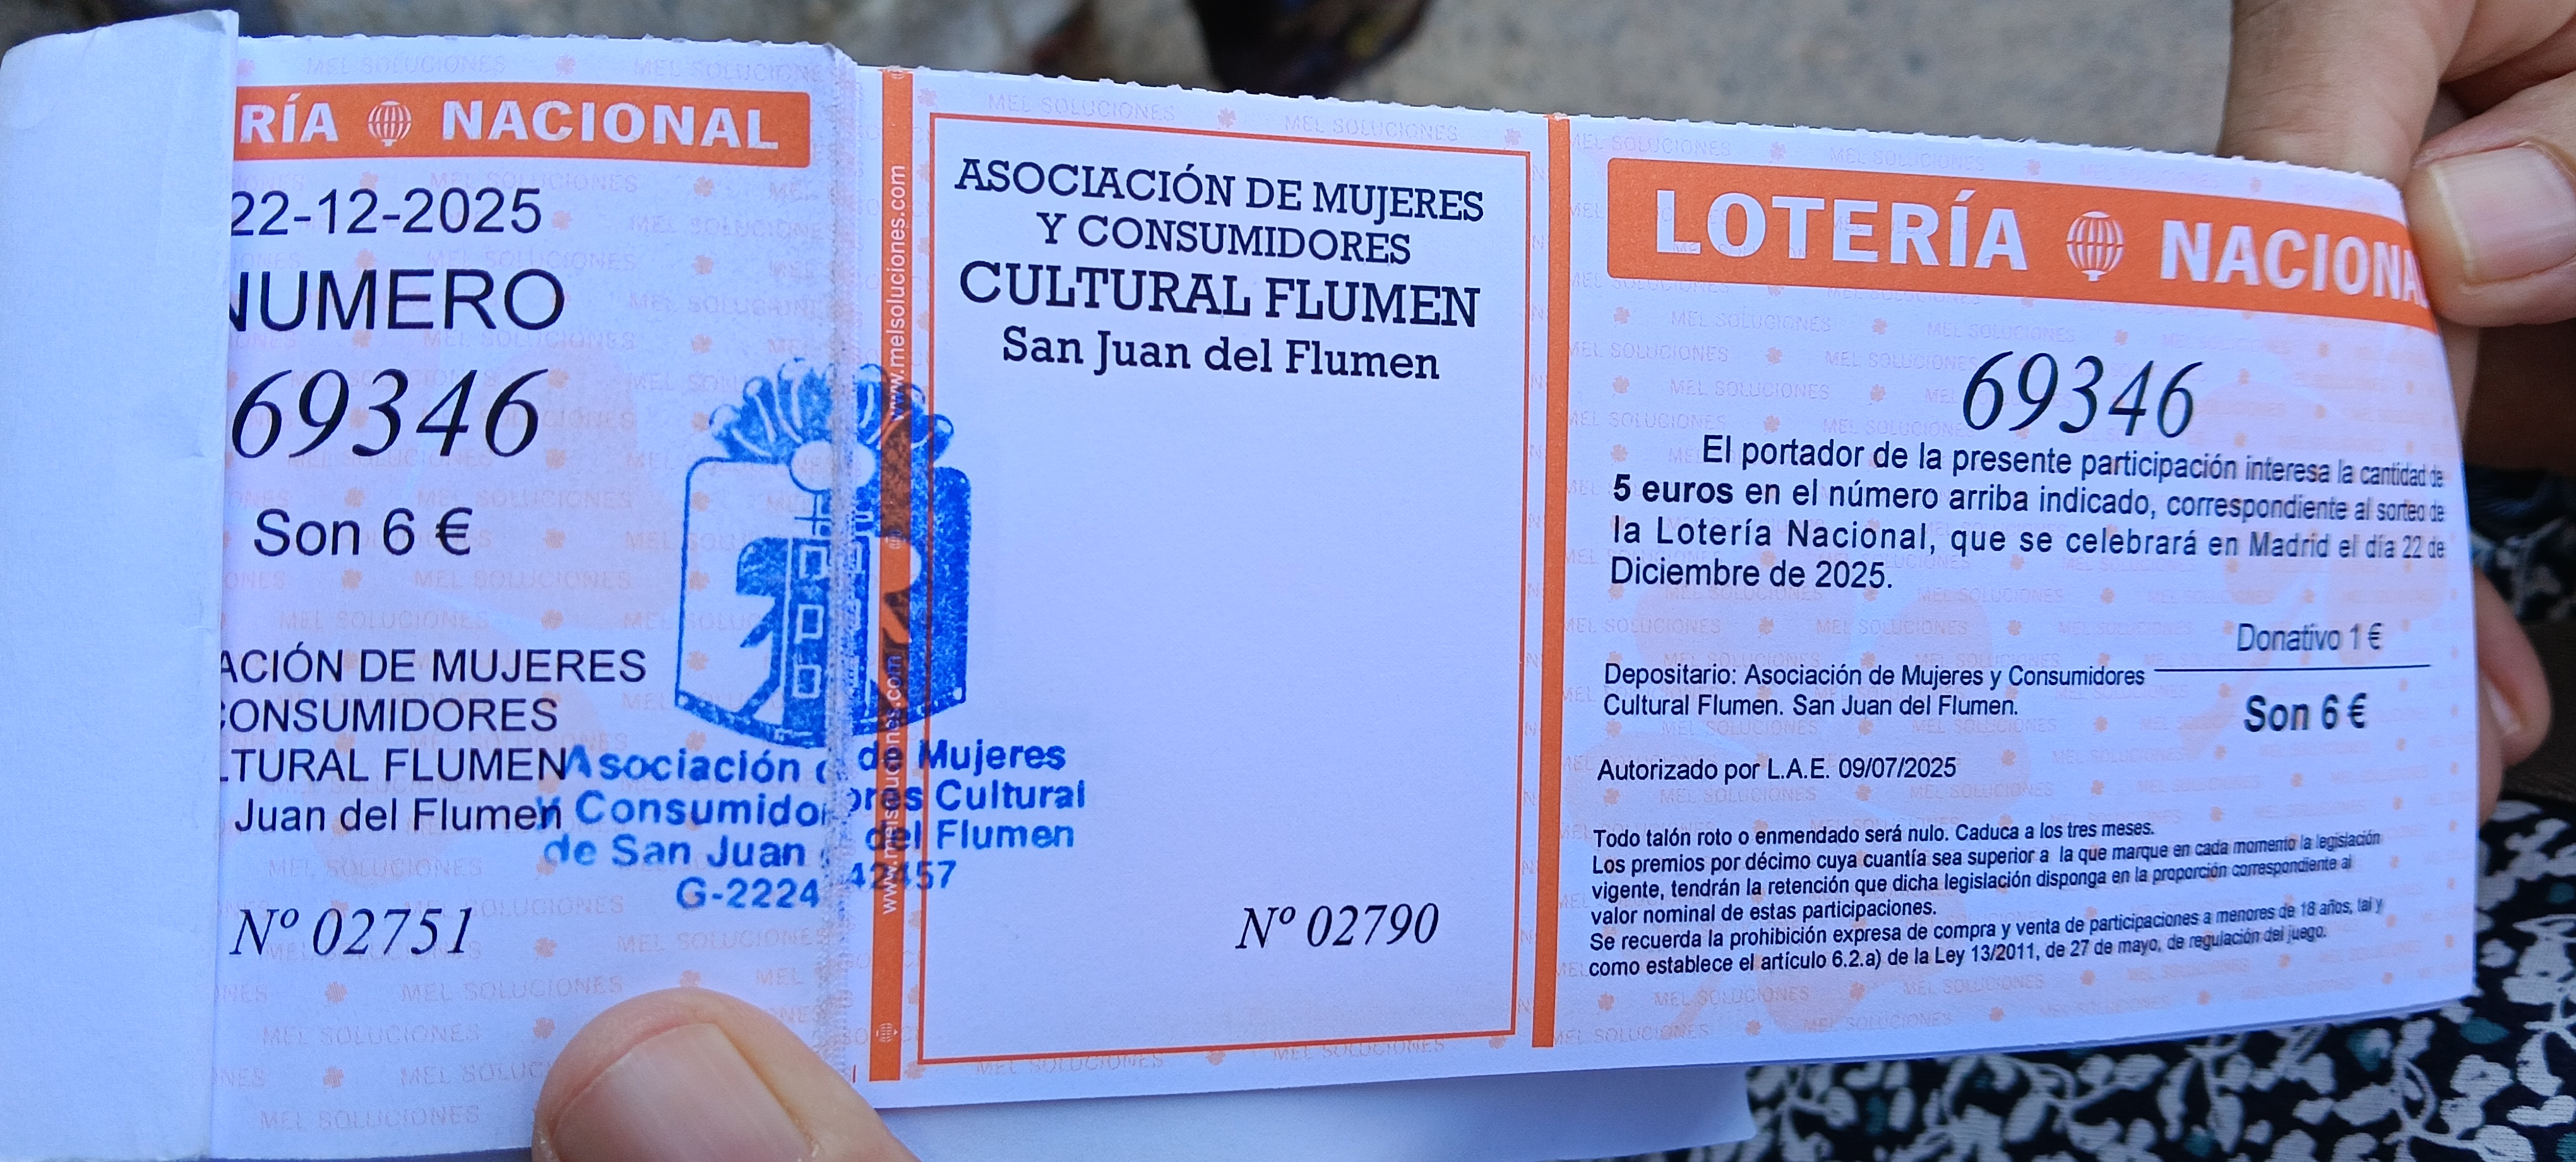 RÍA NACIONAL
22-12-2025
NUMERO
69346
Son 6 €
ACIÓN DE MUJERES
CONSUMIDORES
LTURAL FLUMEN
Juan del Flumen
Nº 02751
Asociación de Mujeres
y Consumidores Cultural
de San Juan del Flumen
G-2224 42457
www.melsoluciones.com
www.melsoluciones.com
ASOCIACIÓN DE MUJERES
Y CONSUMIDORES
CULTURAL FLUMEN
San Juan del Flumen
Nº 02790
LOTERÍA NACIONAL
69346
El portador de la presente participación interesa la cantidad de
5 euros en el número arriba indicado, correspondiente al sorteo de
la Lotería Nacional, que se celebrará en Madrid el día 22 de
Diciembre de 2025.
Donativo 1 €
Depositario: Asociación de Mujeres y Consumidores
Cultural Flumen. San Juan del Flumen.
Son 6 €
Autorizado por L.A.E. 09/07/2025
Todo talón roto o enmendado será nulo. Caduca a los tres meses.
Los premios por décimo cuya cuantía sea superior a la que marque en cada momento la legislación
vigente, tendrán la retención que dicha legislación disponga en la proporción correspondiente al
valor nominal de estas participaciones.
Se recuerda la prohibición expresa de compra y venta de participaciones a menores de 18 años, tal y
como establece el artículo 6.2.a) de la Ley 13/2011, de 27 de mayo, de regulación del juego.
MEL SOLUCIONES